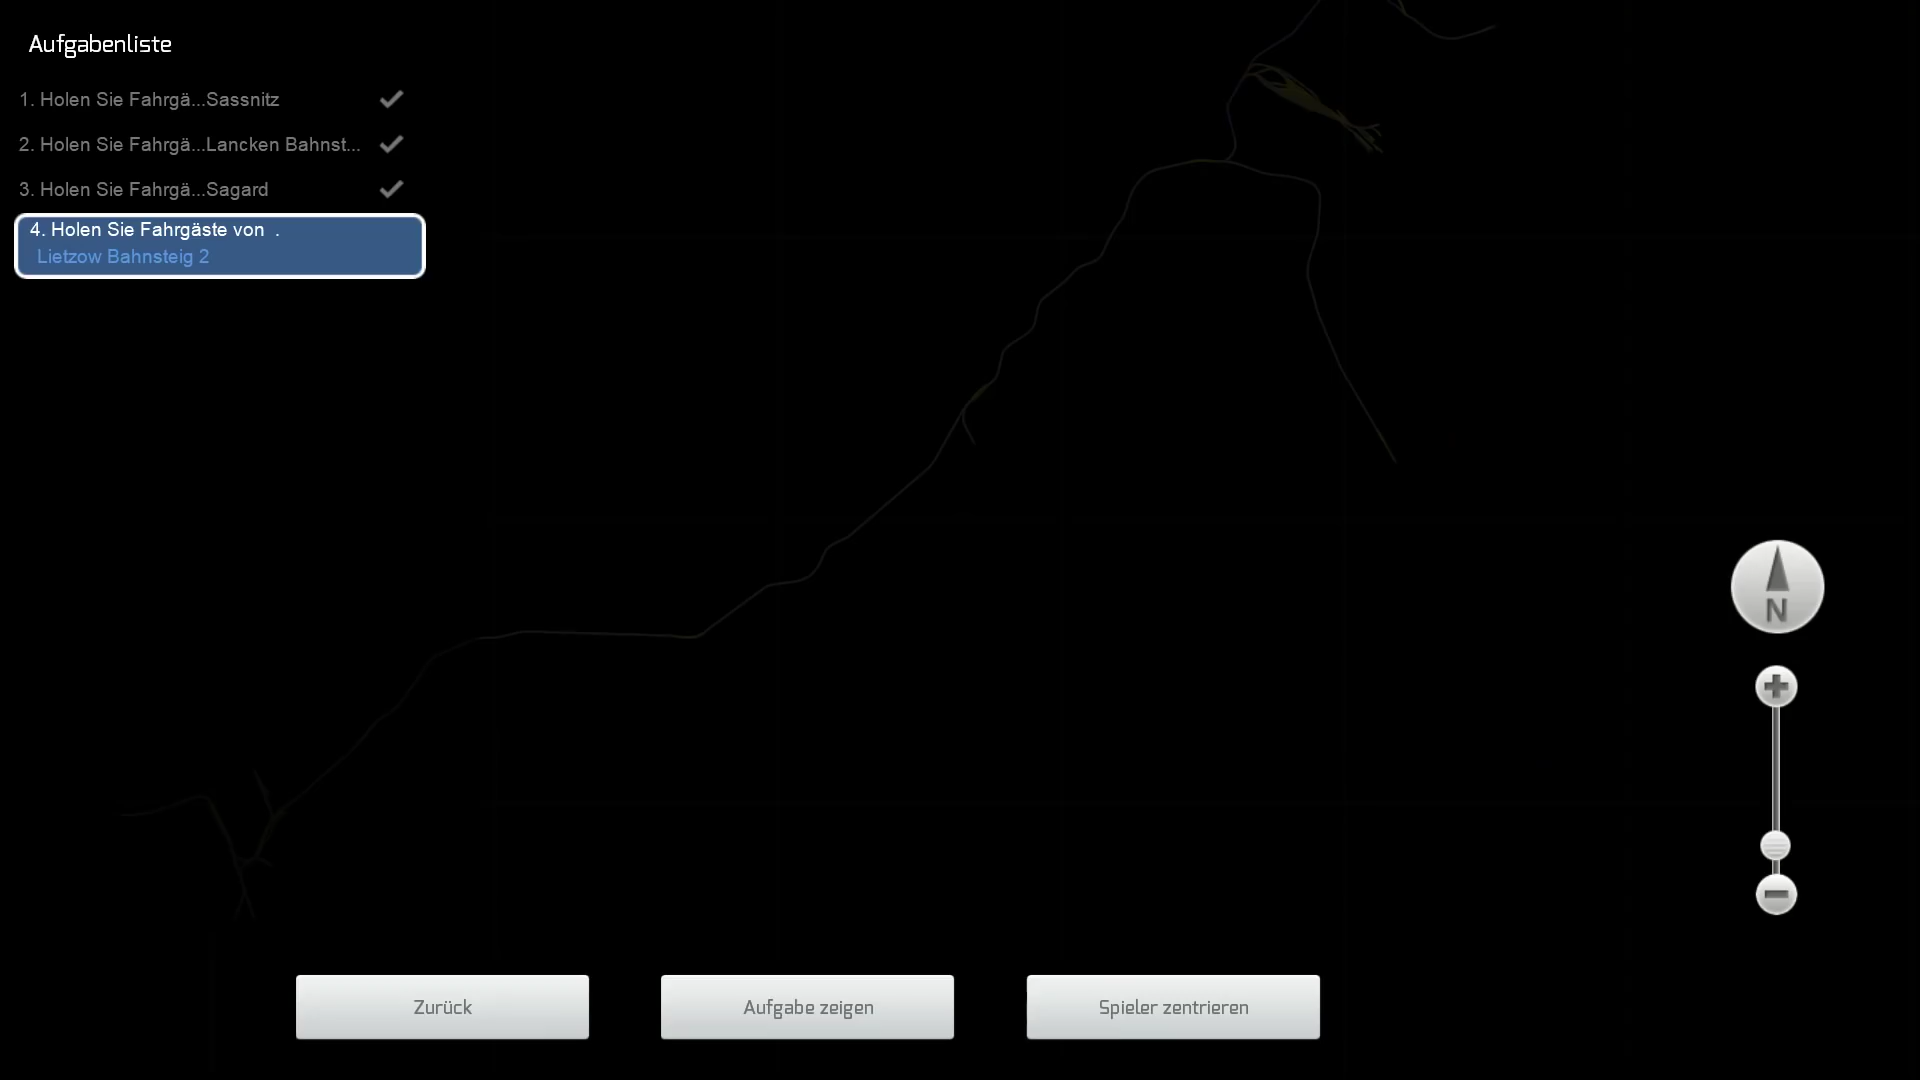 Aufgabenliste
1. Holen Sie Fahrgä...Sassnitz
2. Holen Sie Fahrgä...Lancken Bahnst...
3. Holen Sie Fahrgä...Sagard
4. Holen Sie Fahrgäste von  .
Lietzow Bahnsteig 2
N
Zurück
Aufgabe zeigen
Spieler zentrieren